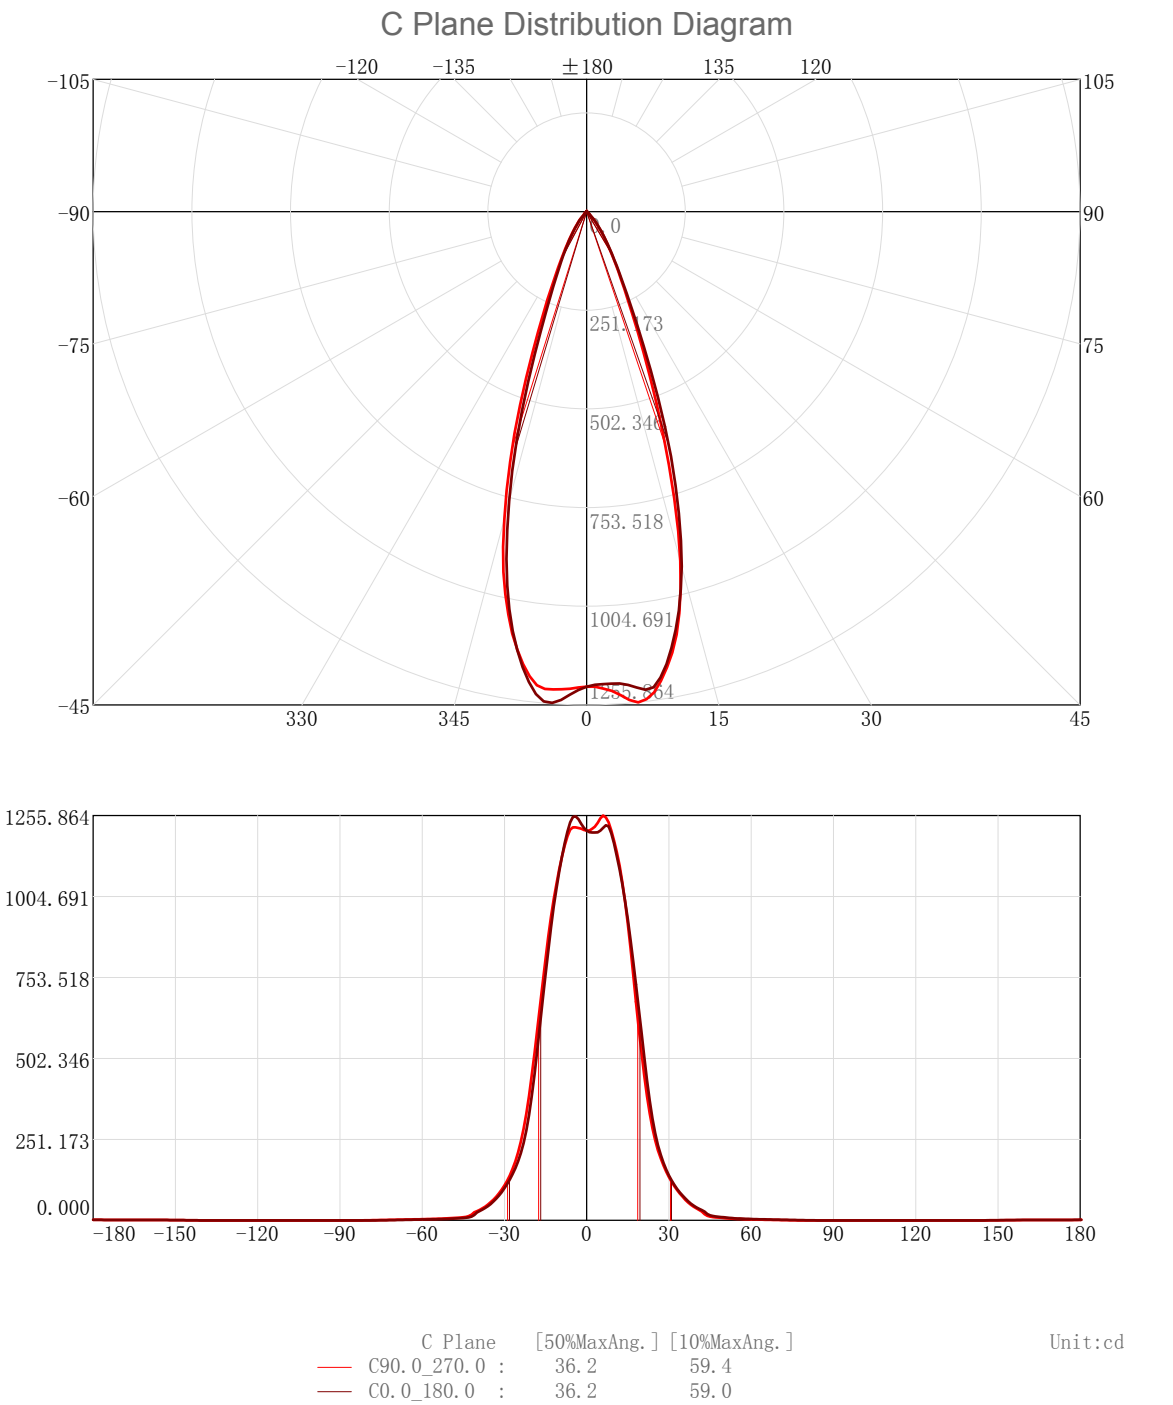 C Plane Distribution Diagram
-120 -135 ±180 135 120
-105 105
-90 90
0.0
251.173
-75 75
502.346
-60 60
753.518
1004.691
1255.864
-45
330 345 0 15 30 45
1255.864
1004.691
753.518
502.346
251.173
0.000
-180 -150 -120 -90 -60 -30 0 30 60 90 120 150 180
C Plane [50%MaxAng.] [10%MaxAng.] Unit:cd
C90.0_270.0 : 36.2 59.4
C0.0_180.0 : 36.2 59.0